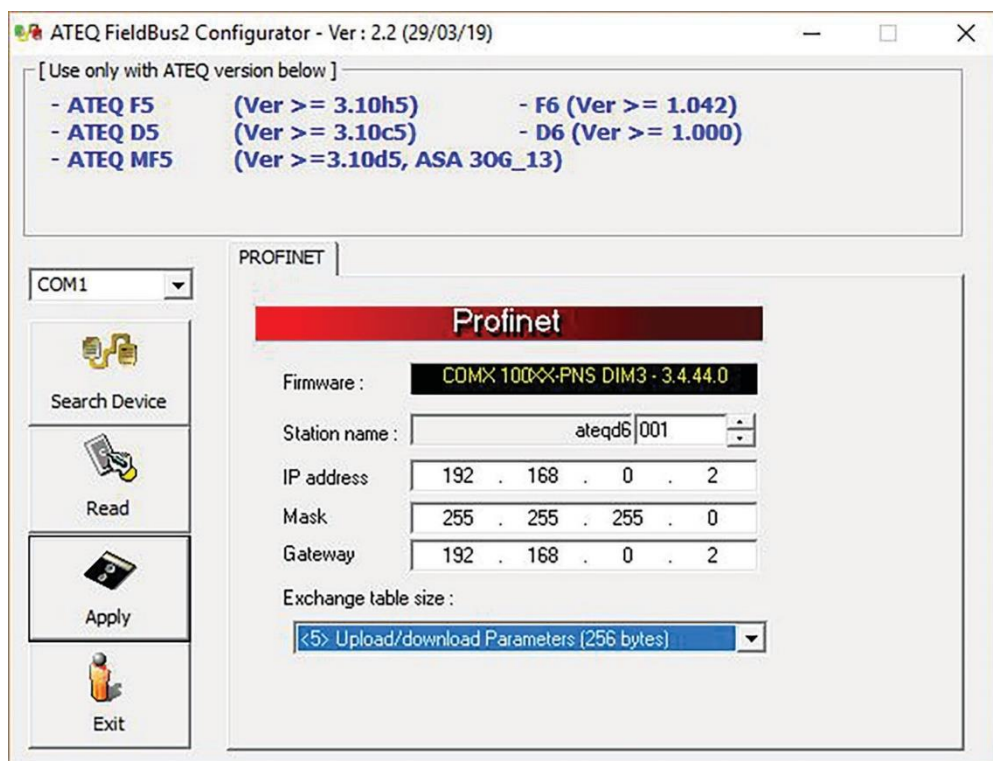 ATEQ FieldBus2 Configurator - Ver : 2.2 (29/03/19)
[ Use only with ATEQ version below ]
- ATEQ F5 (Ver >= 3.10h5) - F6 (Ver >= 1.042)
- ATEQ D5 (Ver >= 3.10c5) - D6 (Ver >= 1.000)
- ATEQ MF5 (Ver >=3.10d5, ASA 3OG_13)
COM1
Search Device
Read
Apply
Exit
PROFINET
Profinet
Firmware : COMX 100XX-PNS DIM3 - 3.4.44.0
Station name : ateqd6 001
IP address 192 . 168 . 0 . 2
Mask 255 . 255 . 255 . 0
Gateway 192 . 168 . 0 . 2
Exchange table size :
<5> Upload/download Parameters (256 bytes)